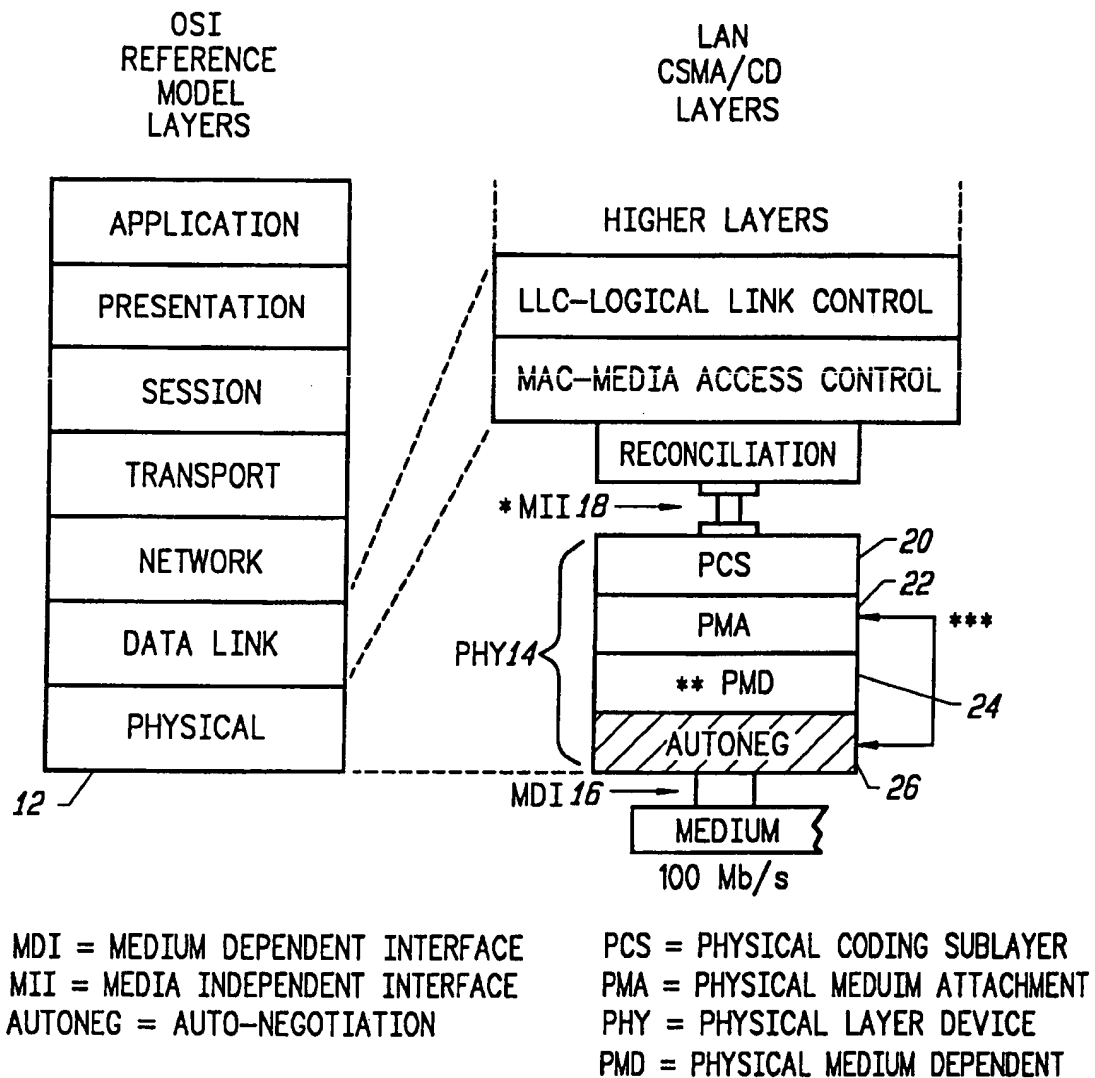 OSI
REFERENCE
MODEL
LAYERS
APPLICATION
PRESENTATION
SESSION
TRANSPORT
NETWORK
DATA LINK
PHYSICAL
12
LAN
CSMA/CD
LAYERS
HIGHER LAYERS
LLC-LOGICAL LINK CONTROL
MAC-MEDIA ACCESS CONTROL
RECONCILIATION
*MII 18
PCS
20
22
PMA
***
PHY 14
** PMD
24
AUTONEG
26
MDI 16
MEDIUM
100 Mb/s
MDI = MEDIUM DEPENDENT INTERFACE
MII = MEDIA INDEPENDENT INTERFACE
AUTONEG = AUTO-NEGOTIATION
PCS = PHYSICAL CODING SUBLAYER
PMA = PHYSICAL MEDUIM ATTACHMENT
PHY = PHYSICAL LAYER DEVICE
PMD = PHYSICAL MEDIUM DEPENDENT